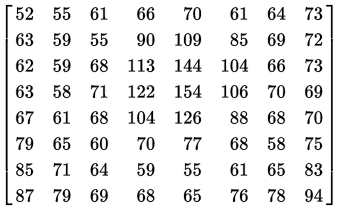 52 55 61 66 70 61 64 73
63 59 55 90 109 85 69 72
62 59 68 113 144 104 66 73
63 58 71 122 154 106 70 69
67 61 68 104 126 88 68 70
79 65 60 70 77 68 58 75
85 71 64 59 55 61 65 83
87 79 69 68 65 76 78 94